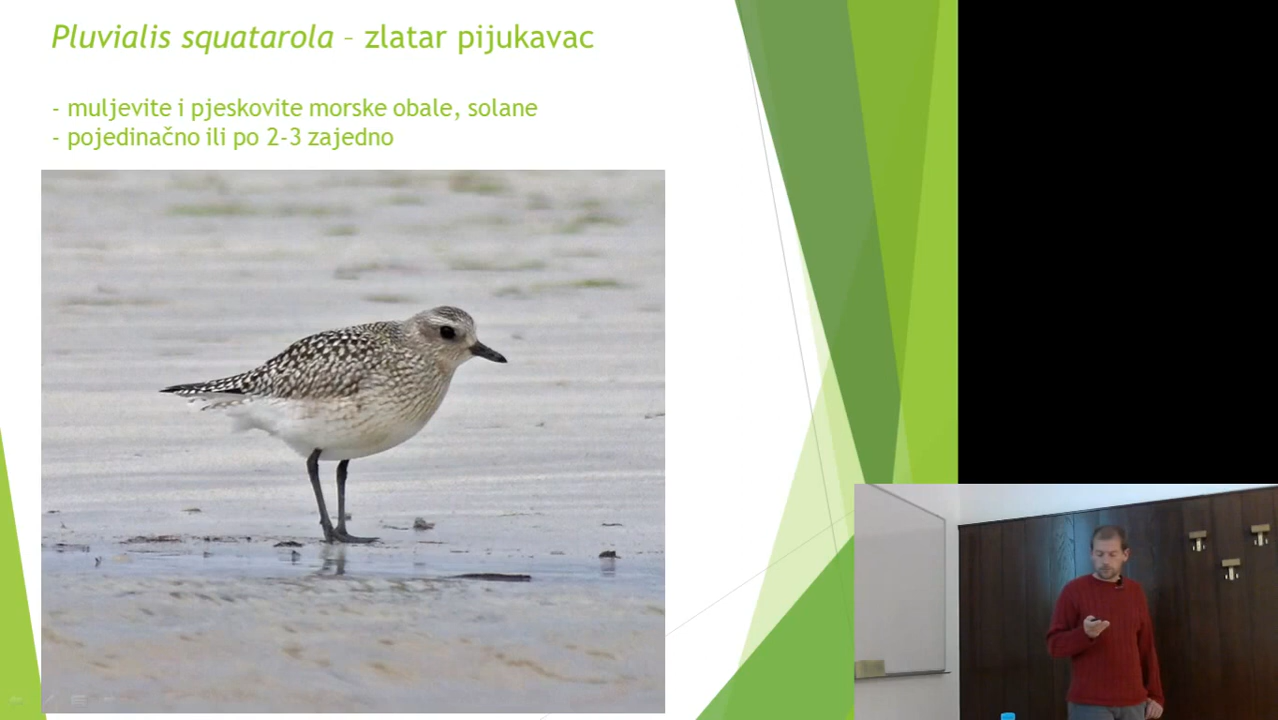 Pluvialis squatarola – zlatar pijukavac
- muljevite i pjeskovite morske obale, solane
- pojedinačno ili po 2-3 zajedno